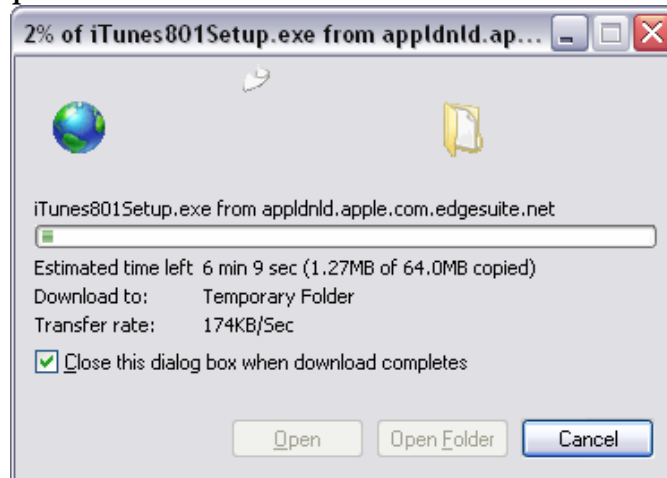 2% of iTunes801Setup.exe from appldnld.ap...
iTunes801Setup.exe from appldnld.apple.com.edgesuite.net
Estimated time left 6 min 9 sec (1.27MB of 64.0MB copied)
Download to: Temporary Folder
Transfer rate: 174KB/Sec
Close this dialog box when download completes
Open Open Folder Cancel